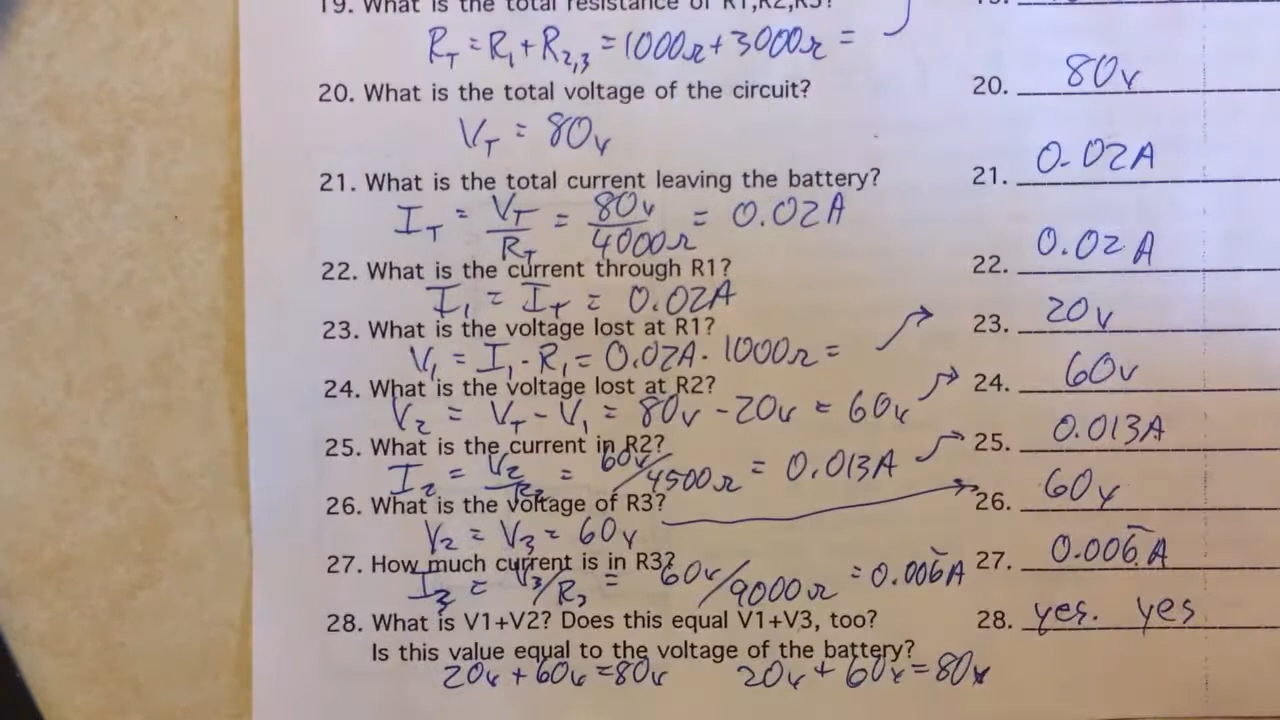 19. What is the total resistance of R1,R2,R3?
R_T = R_1 + R_2,3 = 1000Ω + 3000Ω =
20. What is the total voltage of the circuit? 20. 80v
V_T = 80v
21. What is the total current leaving the battery? 21. 0.02A
I_T = V_T/R_T = 80v/4000Ω = 0.02A
22. What is the current through R1? 22. 0.02A
I_1 = I_T = 0.02A
23. What is the voltage lost at R1? 23. 20v
V_1 = I_1 · R_1 = 0.02A · 1000Ω =
24. What is the voltage lost at R2? 24. 60v
V_2 = V_T - V_1 = 80v - 20v = 60v
25. What is the current in R2? 25. 0.013A
I_2 = V_2/R_2 = 60v/4500Ω = 0.013A
26. What is the voltage of R3? 26. 60v
V_2 = V_3 = 60v
27. How much current is in R3? 27. 0.006̄A
I_3 = V_3/R_3 = 60v/9000Ω = 0.006̄A
28. What is V1+V2? Does this equal V1+V3, too? 28. yes. yes
Is this value equal to the voltage of the battery?
20v + 60v = 80v 20v + 60v = 80v